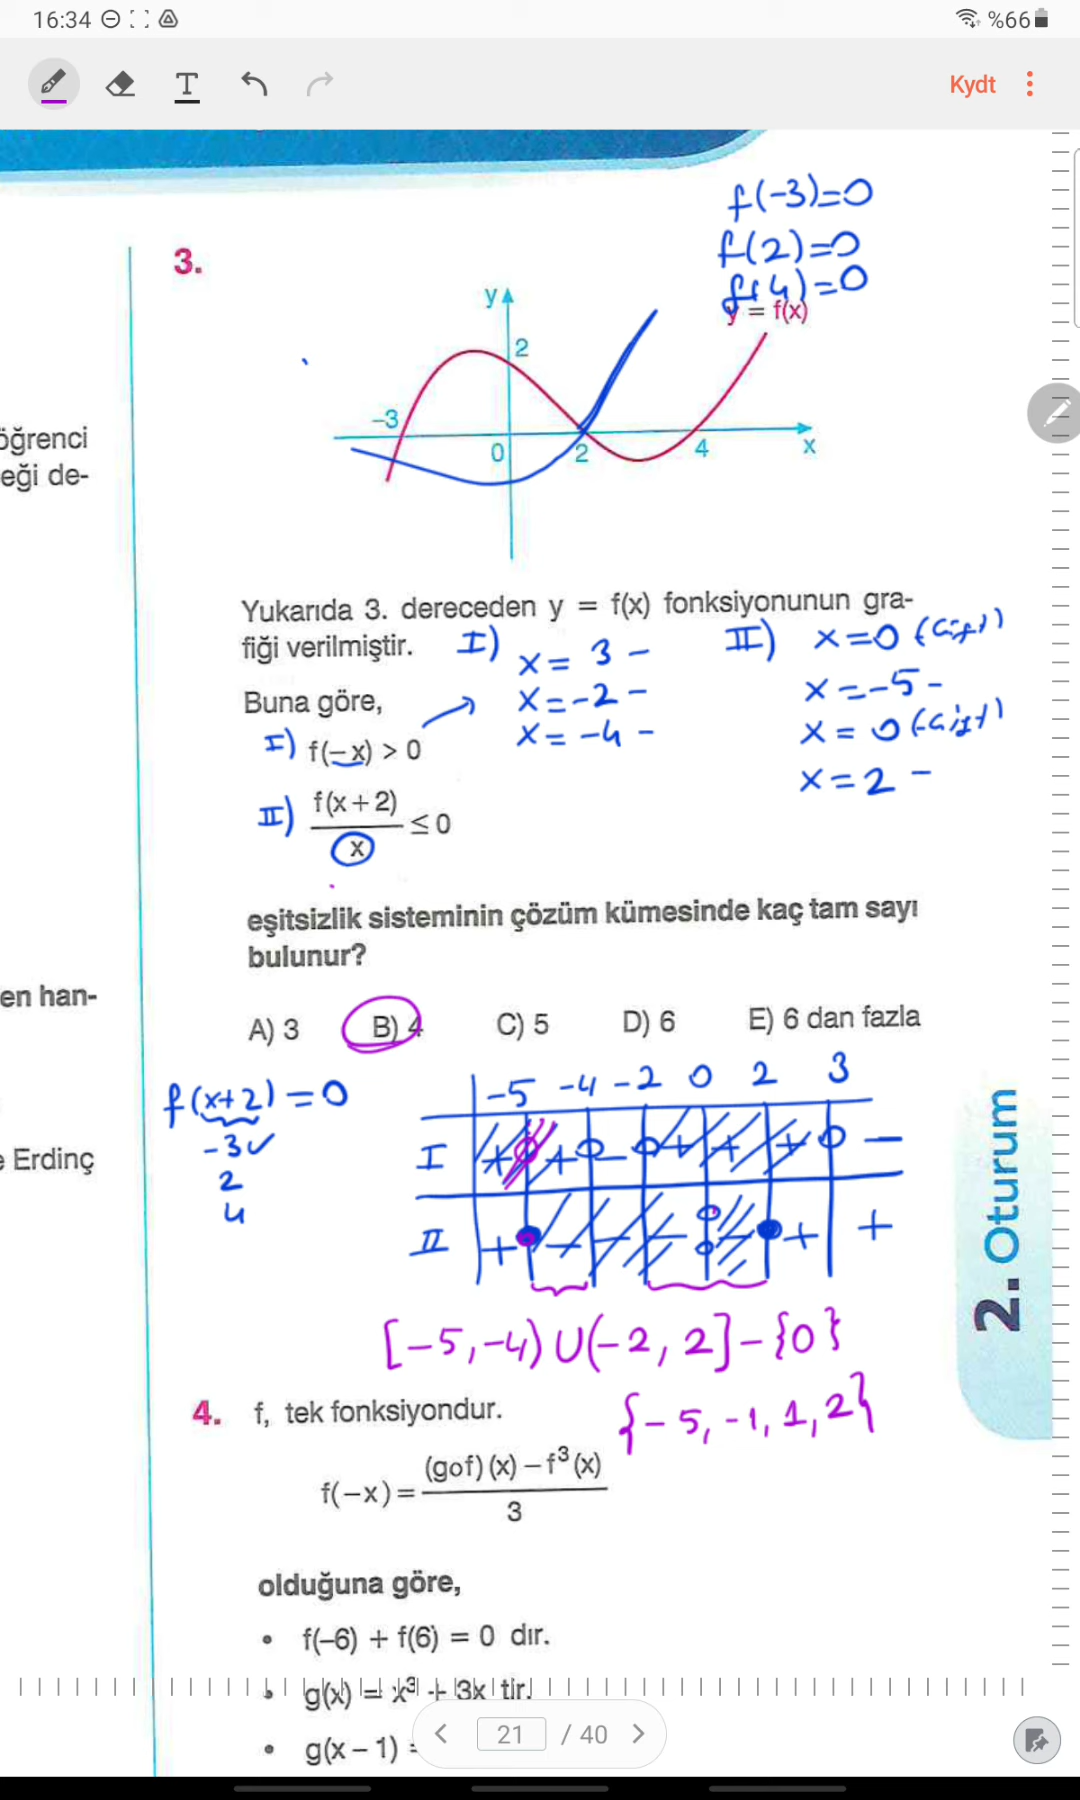 16:34
%66
T
Kydt
f(-3)=0
f(2)=0
f(4)=0
3.
y
y = f(x)
2
-3
0
2
4
x
öğrenci
eği de-
Yukarıda 3. dereceden y = f(x) fonksiyonunun gra-
fiği verilmiştir.
I) x = 3 -
x = -2 -
x = -4 -
II) x=0 (Çift)
x = -5 -
x = 0 (Çift)
x = 2 -
Buna göre,
I) f(-x) > 0
II) f(x+2)
x
≤ 0
eşitsizlik sisteminin çözüm kümesinde kaç tam sayı
bulunur?
en han-
A) 3 B) 4 C) 5 D) 6 E) 6 dan fazla
f(x+2) = 0
-3✓
2
4
-5 -4 -2 0 2 3
I + + - + + + -
II + - - - - + +
e Erdinç
2. Oturum
[-5,-4) ∪ (-2, 2] - {0}
{-5, -1, 1, 2}
4. f, tek fonksiyondur.
f(-x) = (gof)(x) - f³(x)
3
olduğuna göre,
• f(-6) + f(6) = 0 dır.
• g(x) = x³ + 3x tir.
• g(x - 1) =
21 / 40